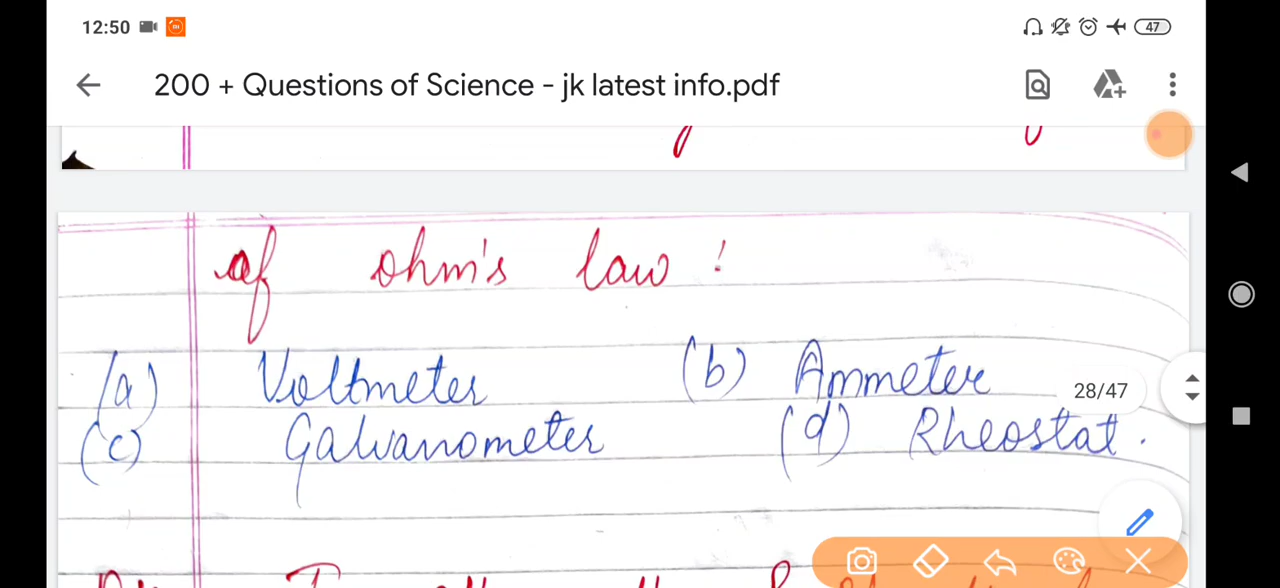 12:50
47
200 + Questions of Science - jk latest info.pdf
of ohm's law :
(a) Voltmeter (b) Ammeter
28/47
(c) Galvanometer (d) Rheostat.